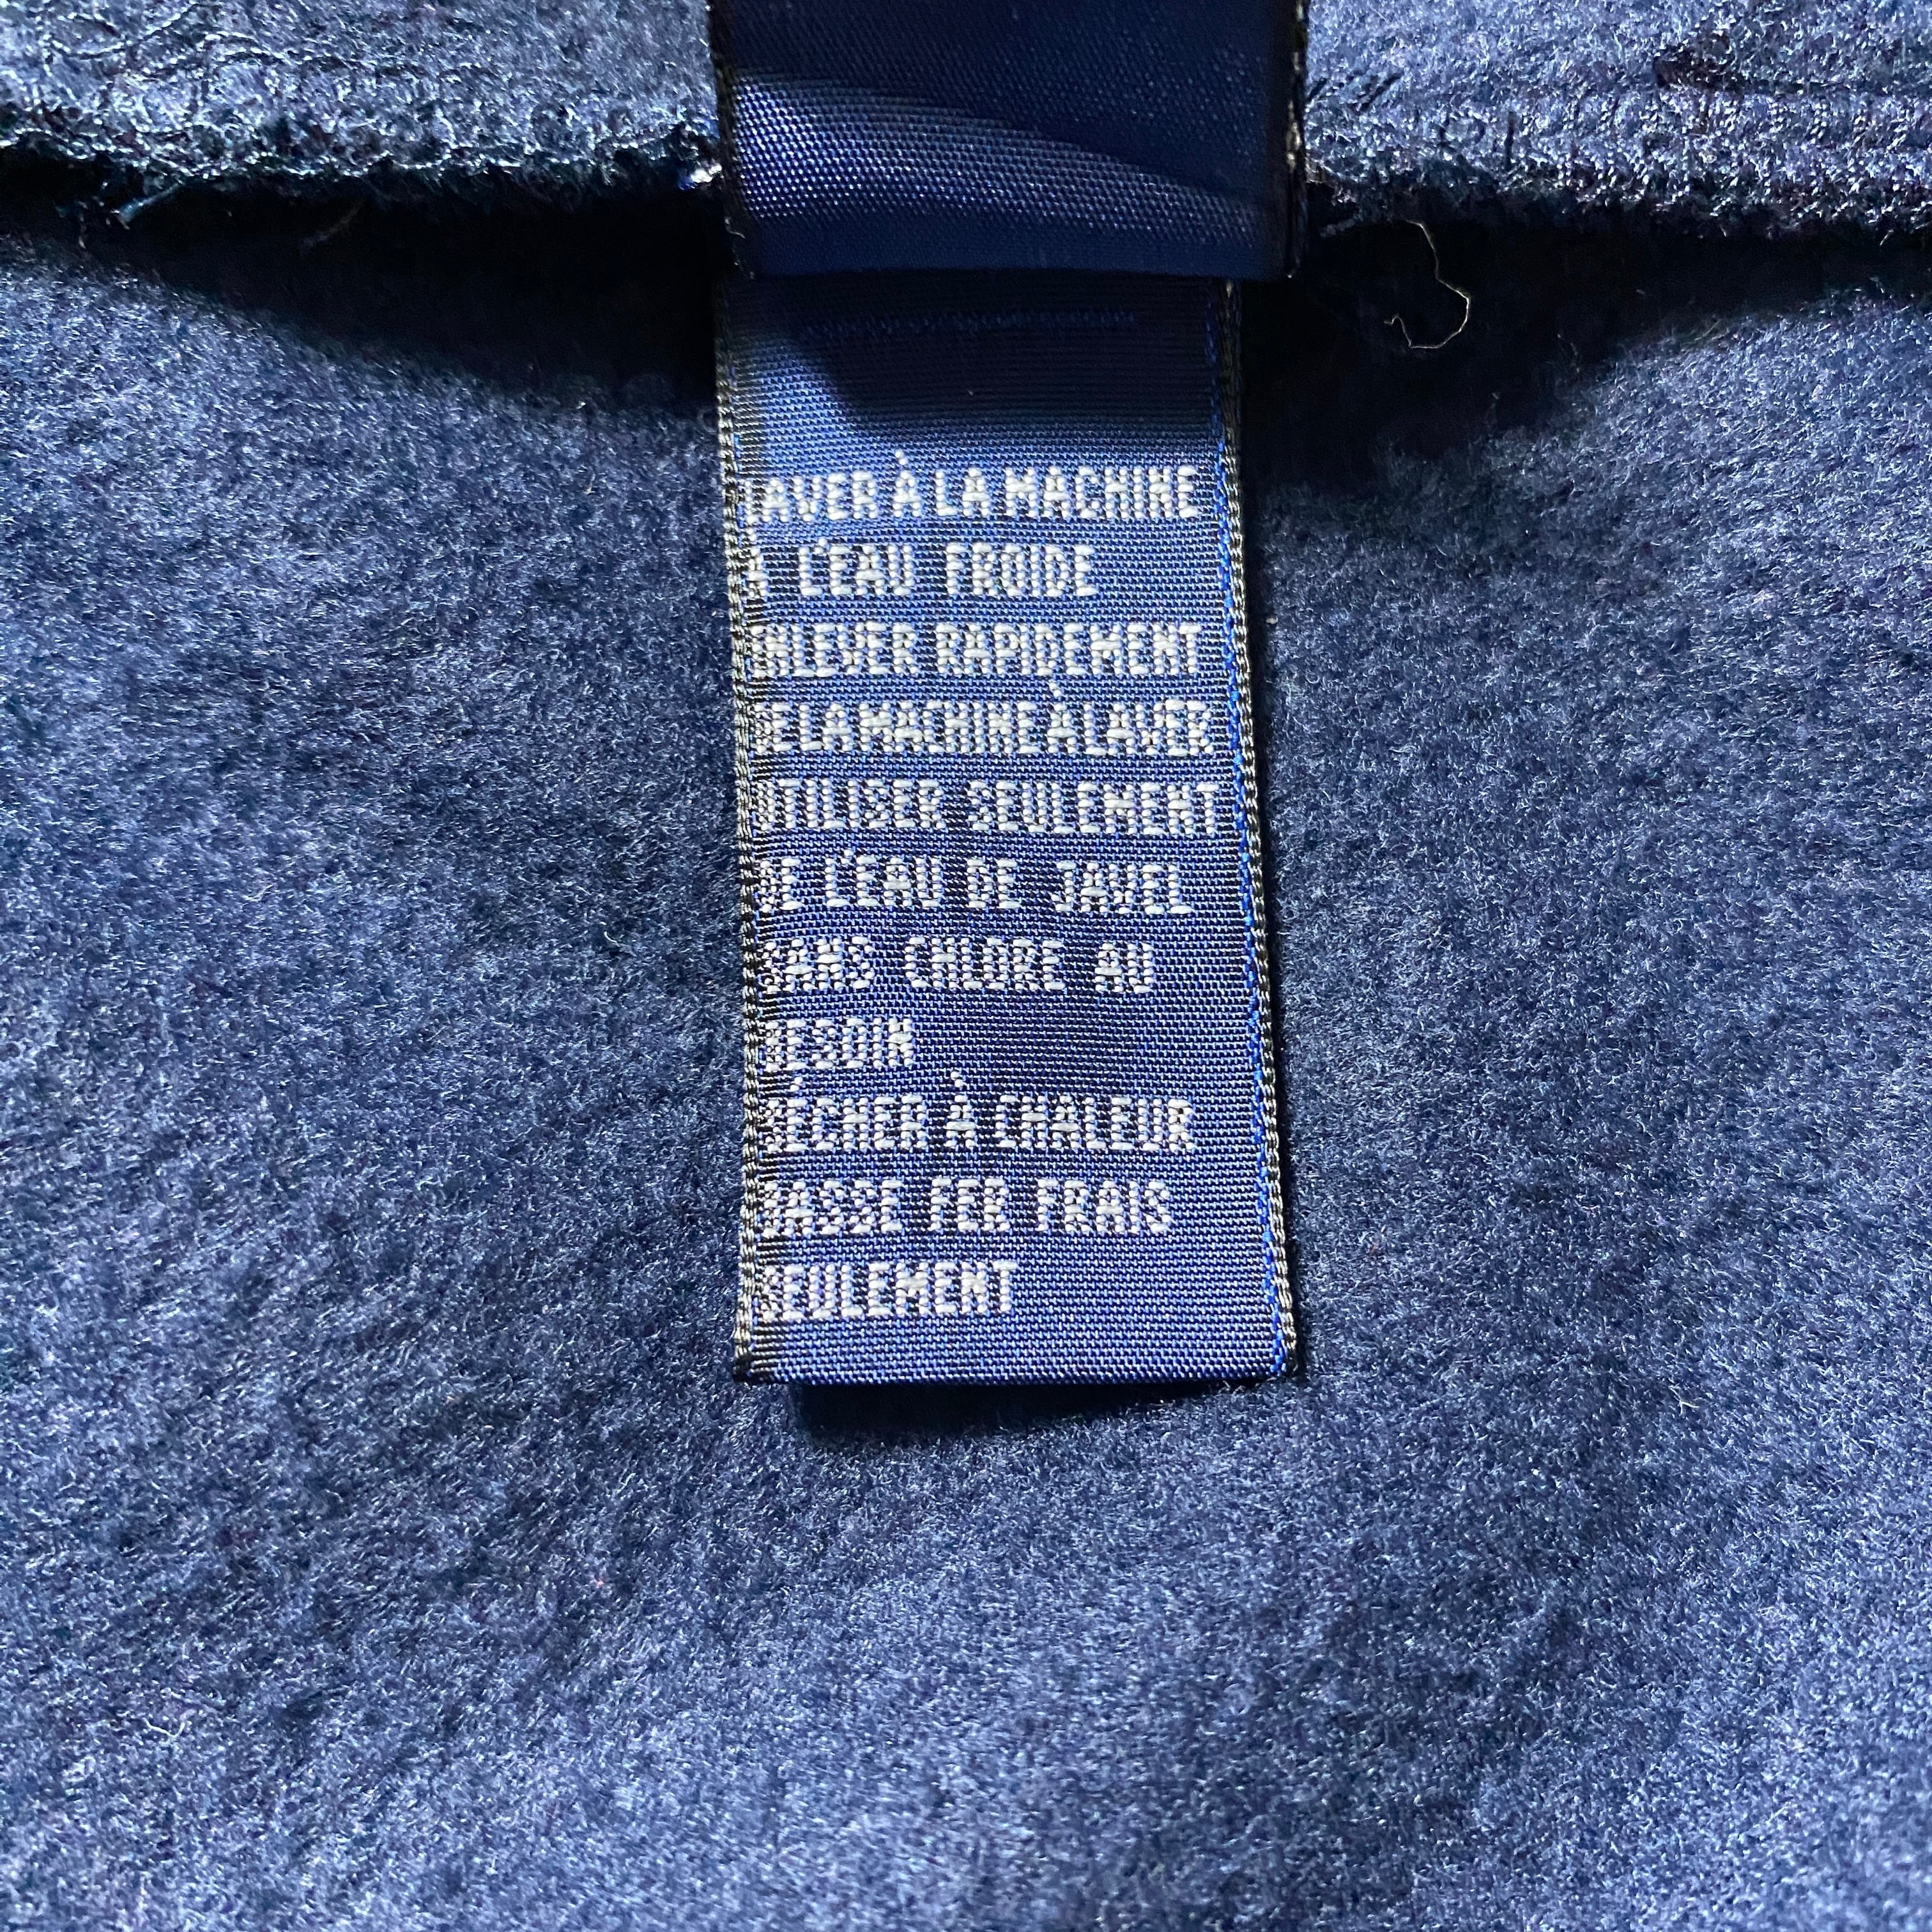 LAVER À LA MACHINE
À L'EAU FROIDE
ENLEVER RAPIDEMENT
DE LA MACHINE À LAVER
UTILISER SEULEMENT
DE L'EAU DE JAVEL
SANS CHLORE AU
BESOIN
SÉCHER À CHALEUR
BASSE FER FRAIS
SEULEMENT